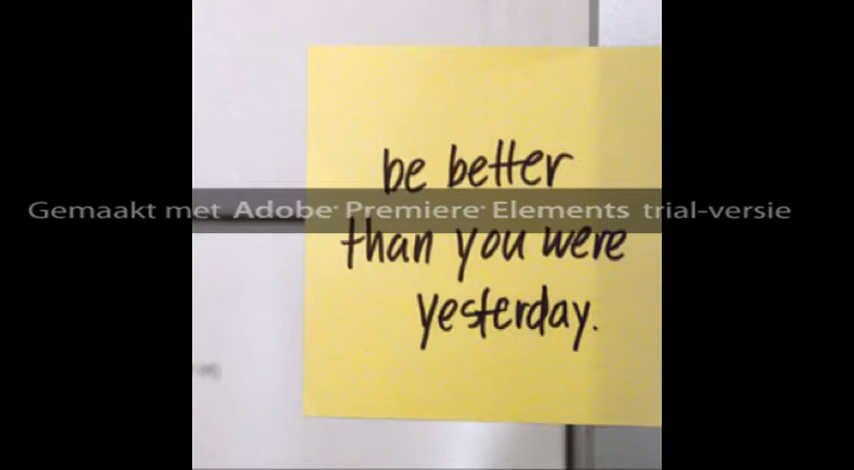 be better
Gemaakt met Adobe Premiere Elements trial-versie
than you were
yesterday.